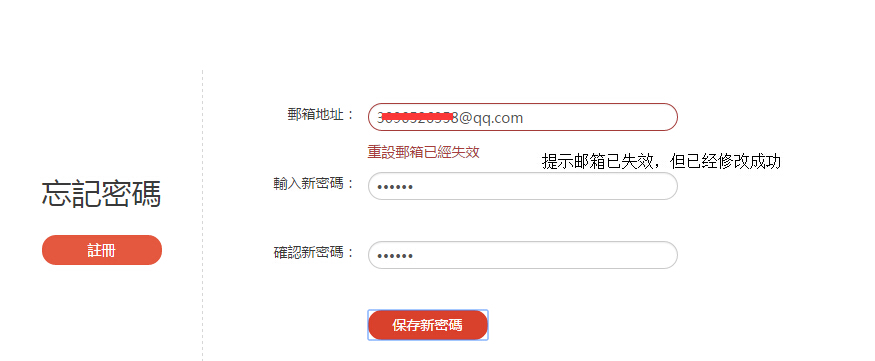 郵箱地址：
@qq.com
重設郵箱已經失效
提示邮箱已失效，但已经修改成功
忘記密碼
輸入新密碼：
••••••
註冊
確認新密碼：
••••••
保存新密碼